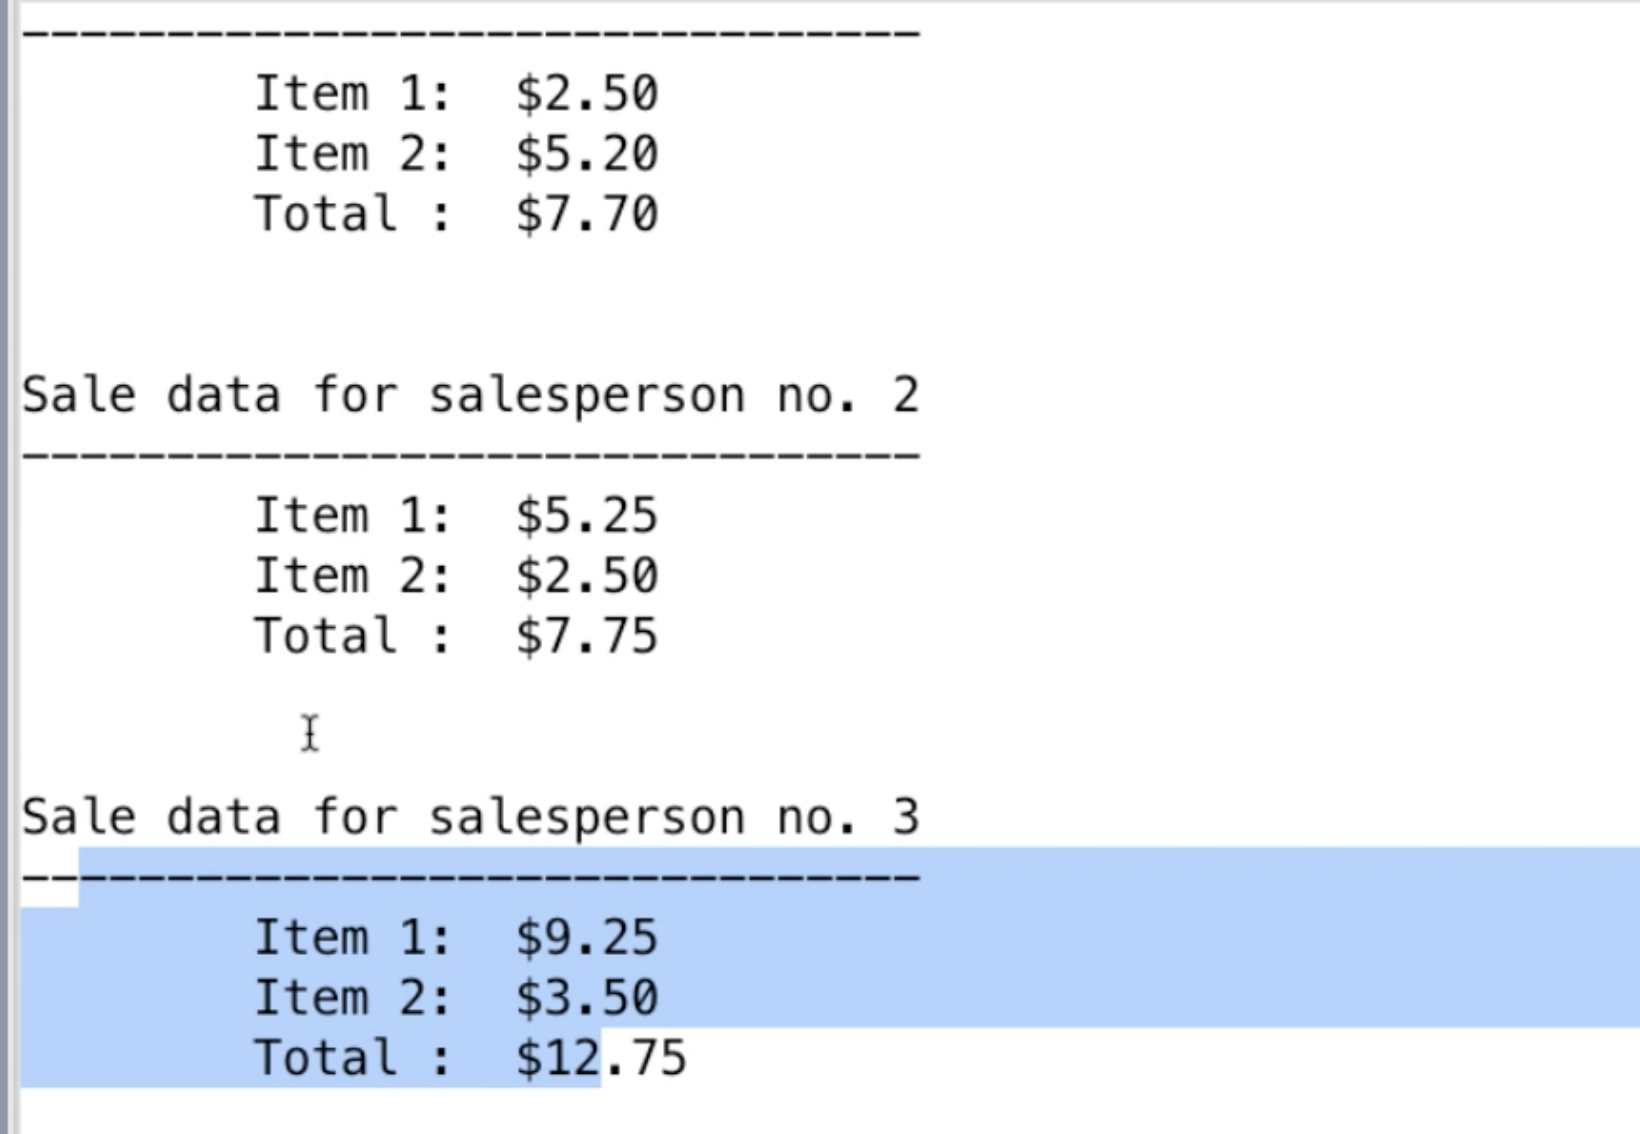 -------------------------------
Item 1:  $2.50
Item 2:  $5.20
Total :  $7.70
Sale data for salesperson no. 2
-------------------------------
Item 1:  $5.25
Item 2:  $2.50
Total :  $7.75
Sale data for salesperson no. 3
-------------------------------
Item 1:  $9.25
Item 2:  $3.50
Total :  $12.75